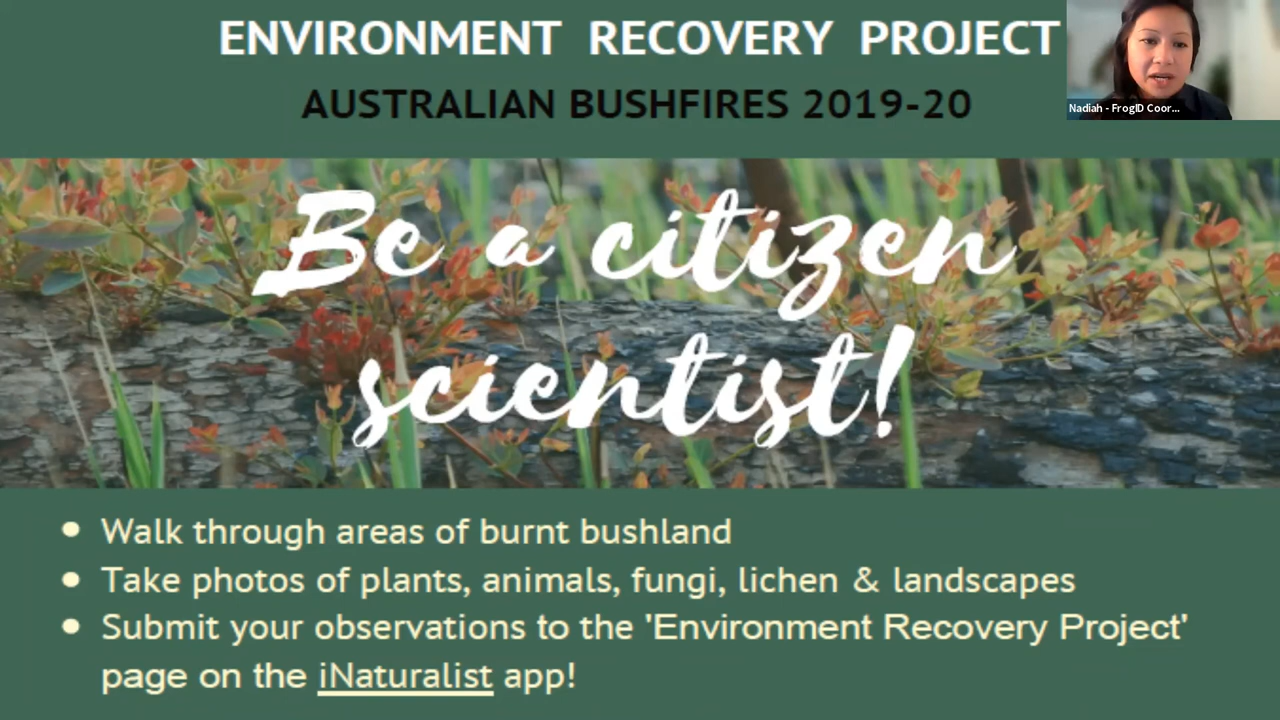 ENVIRONMENT RECOVERY PROJECT
AUSTRALIAN BUSHFIRES 2019-20
Nadiah - FrogID Coor...
Be a citizen
scientist!
• Walk through areas of burnt bushland
• Take photos of plants, animals, fungi, lichen & landscapes
• Submit your observations to the 'Environment Recovery Project'
page on the iNaturalist app!